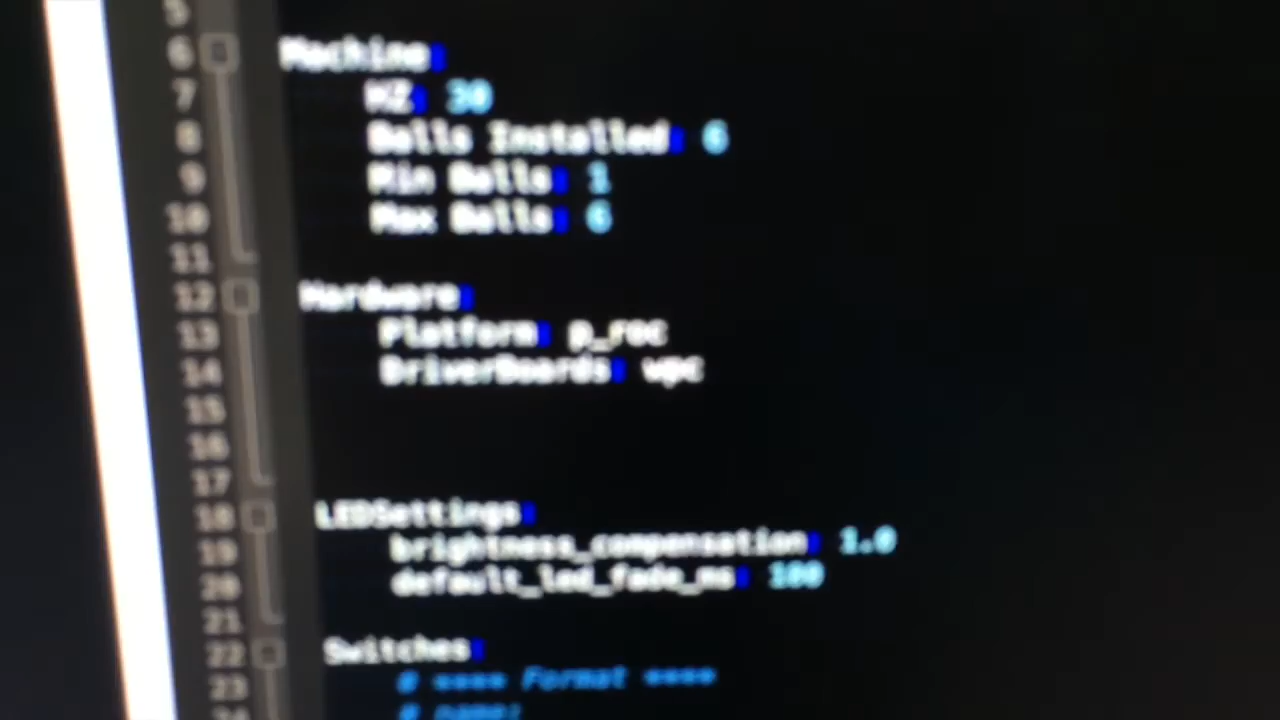 5
6 Machine:
7 HZ: 30
8 Balls Installed: 6
9 Min Balls: 1
10 Max Balls: 6
11
12 Hardware:
13 Platform: p_roc
14 DriverBoards: wpc
15
16
17
18 LEDSettings:
19 brightness_compensation: 1.0
20 default_led_fade_ms: 100
21
22 Switches:
23 # ==== Format ====
24 # name: